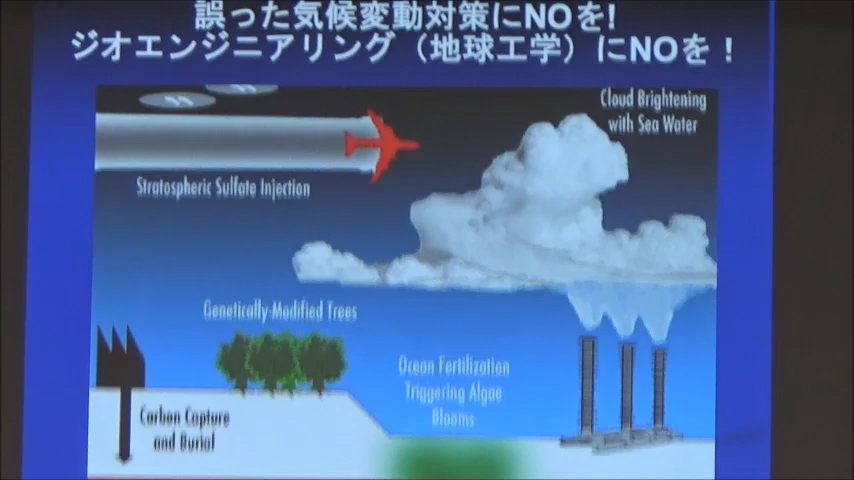 誤った気候変動対策にNOを!
ジオエンジニアリング（地球工学）にNOを！
Cloud Brightening
with Sea Water
Stratospheric Sulfate Injection
Genetically-Modified Trees
Ocean Fertilization
Triggering Algae
Blooms
Carbon Capture
and Burial